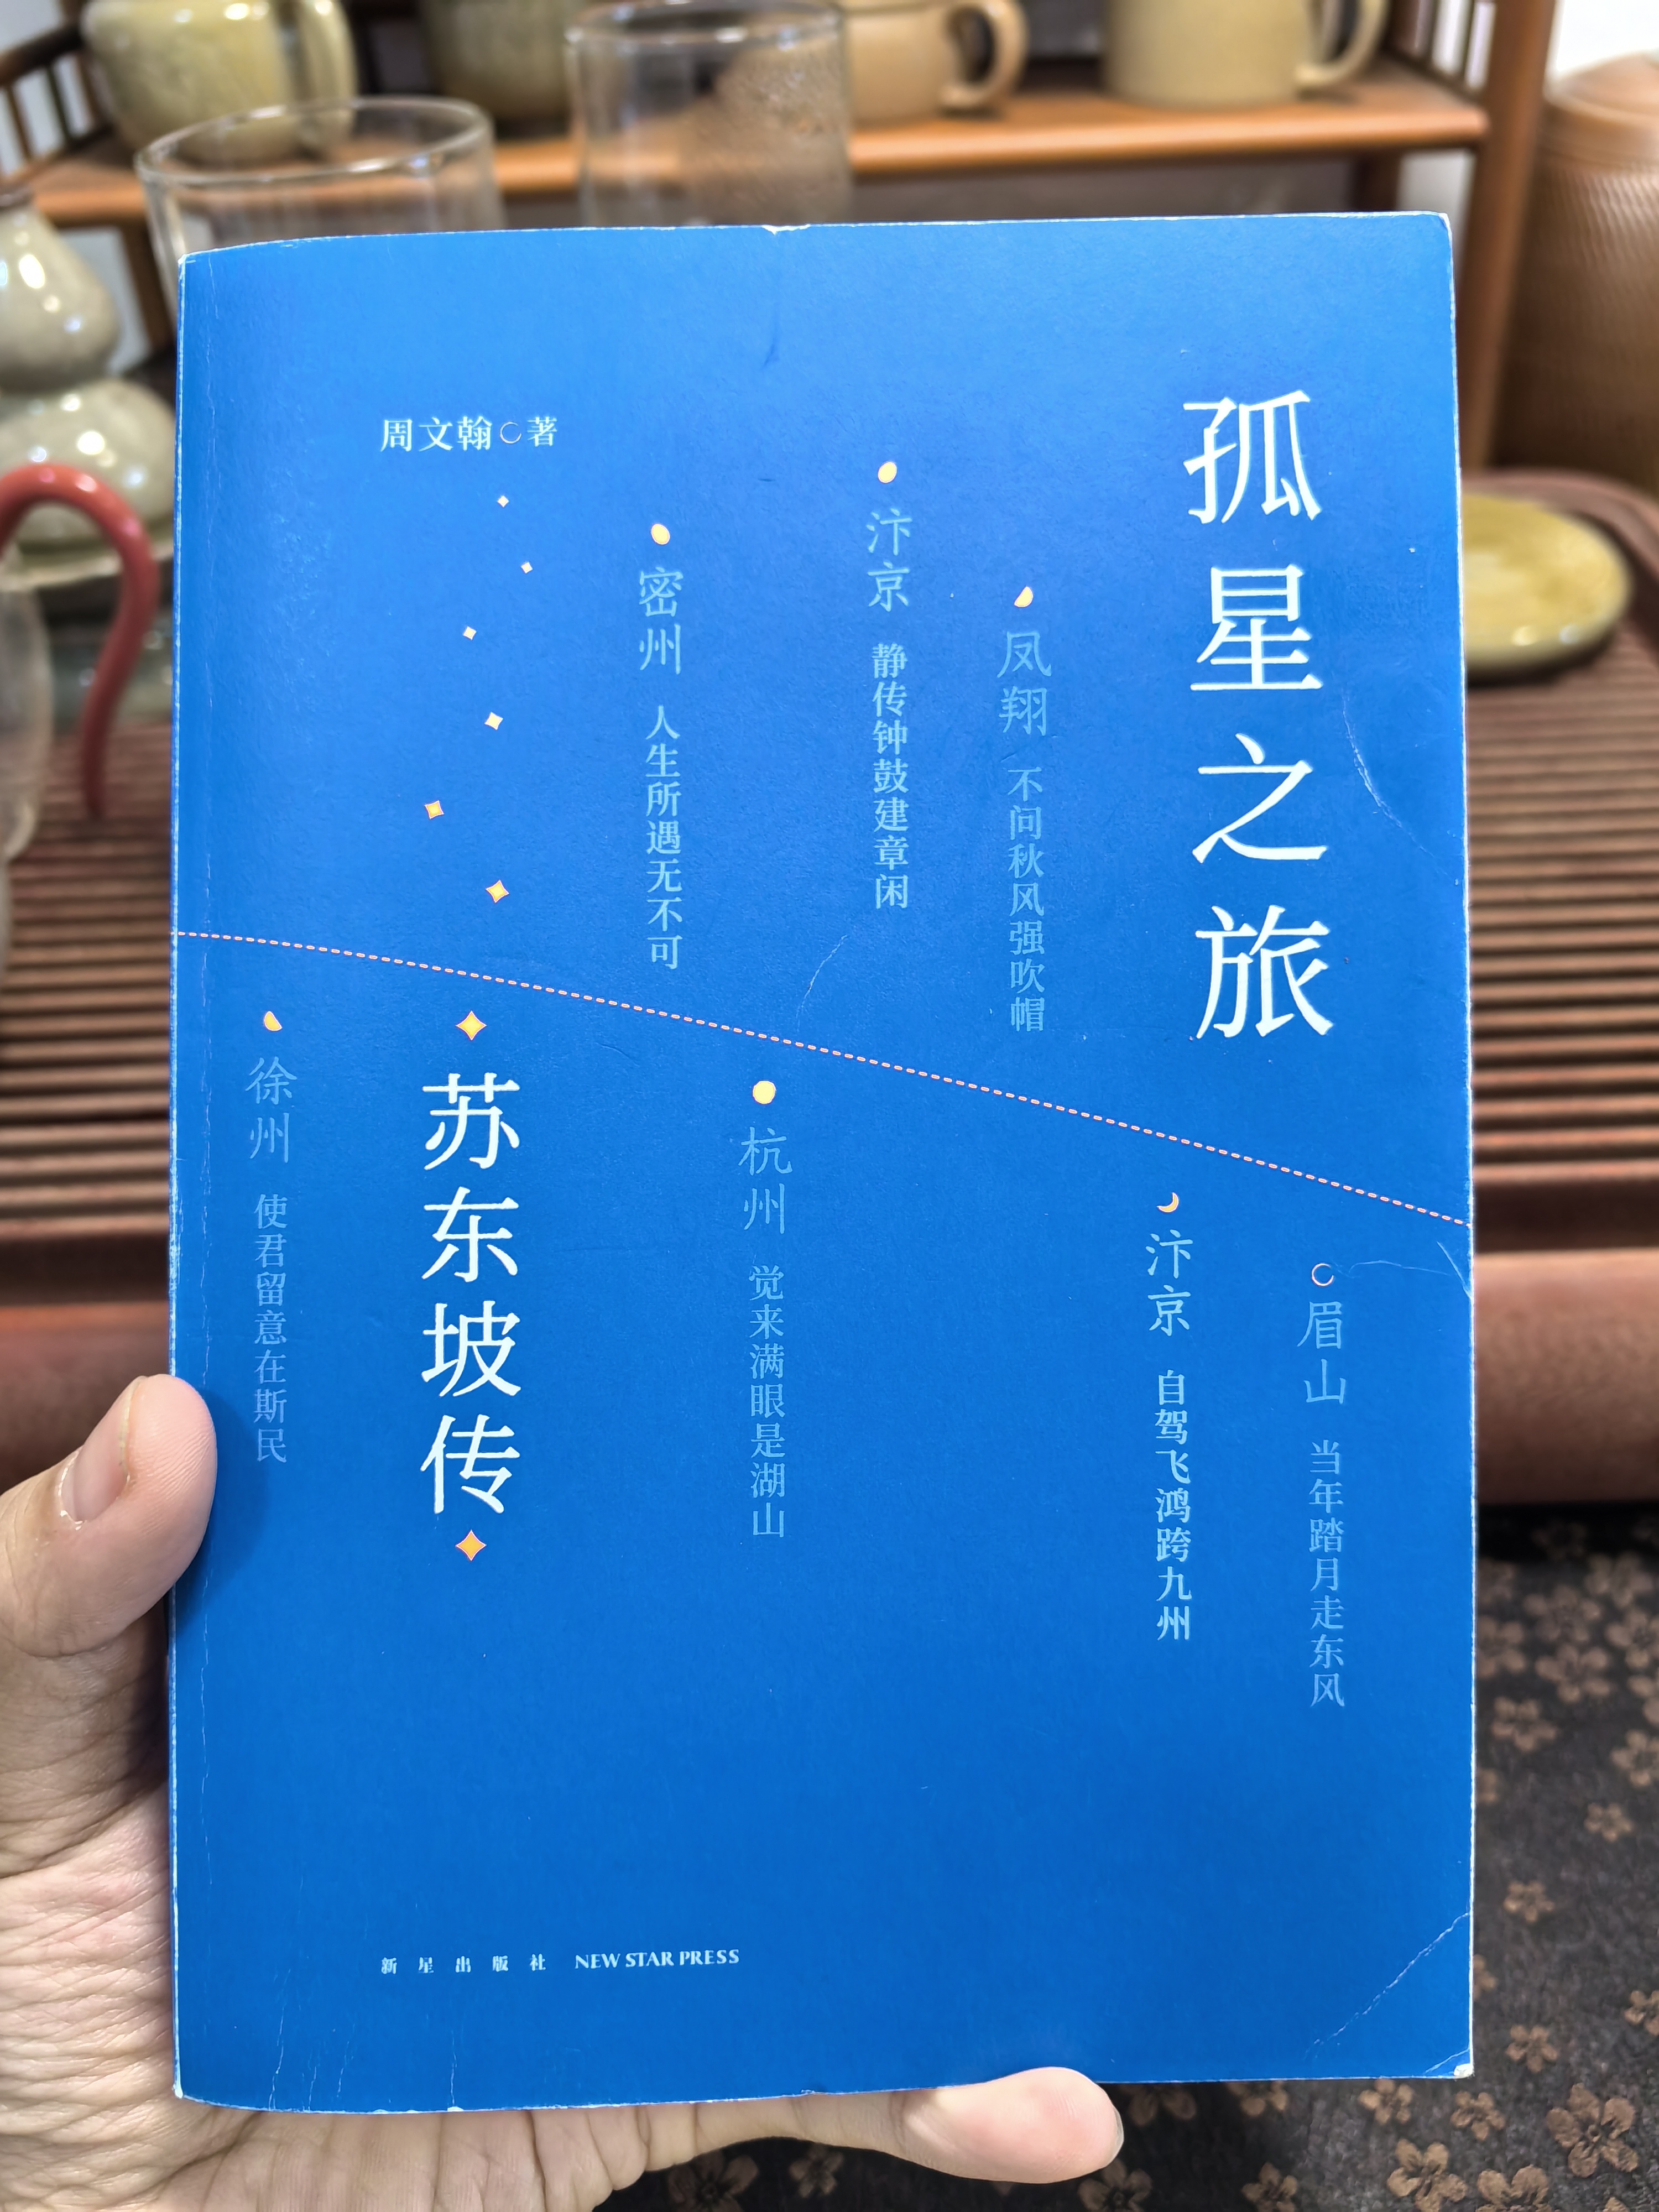 孤星之旅
苏东坡传
周文翰 著
眉山 当年踏月走东风
汴京 自驾飞鸿跨九州
凤翔 不问秋风强吹帽
汴京 静传钟鼓建章闲
杭州 觉来满眼是湖山
密州 人生所遇无不可
徐州 使君留意在斯民
新星出版社 NEW STAR PRESS